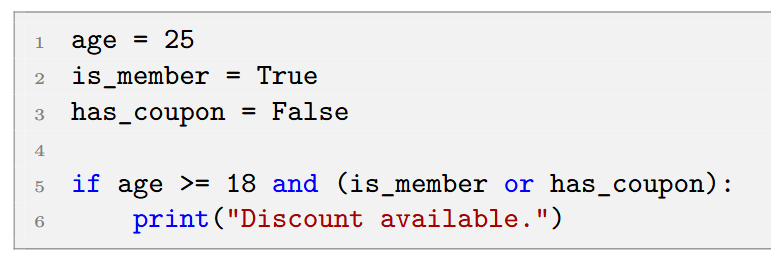 1 age = 25
2 is_member = True
3 has_coupon = False
4
5 if age >= 18 and (is_member or has_coupon):
6     print("Discount available.")